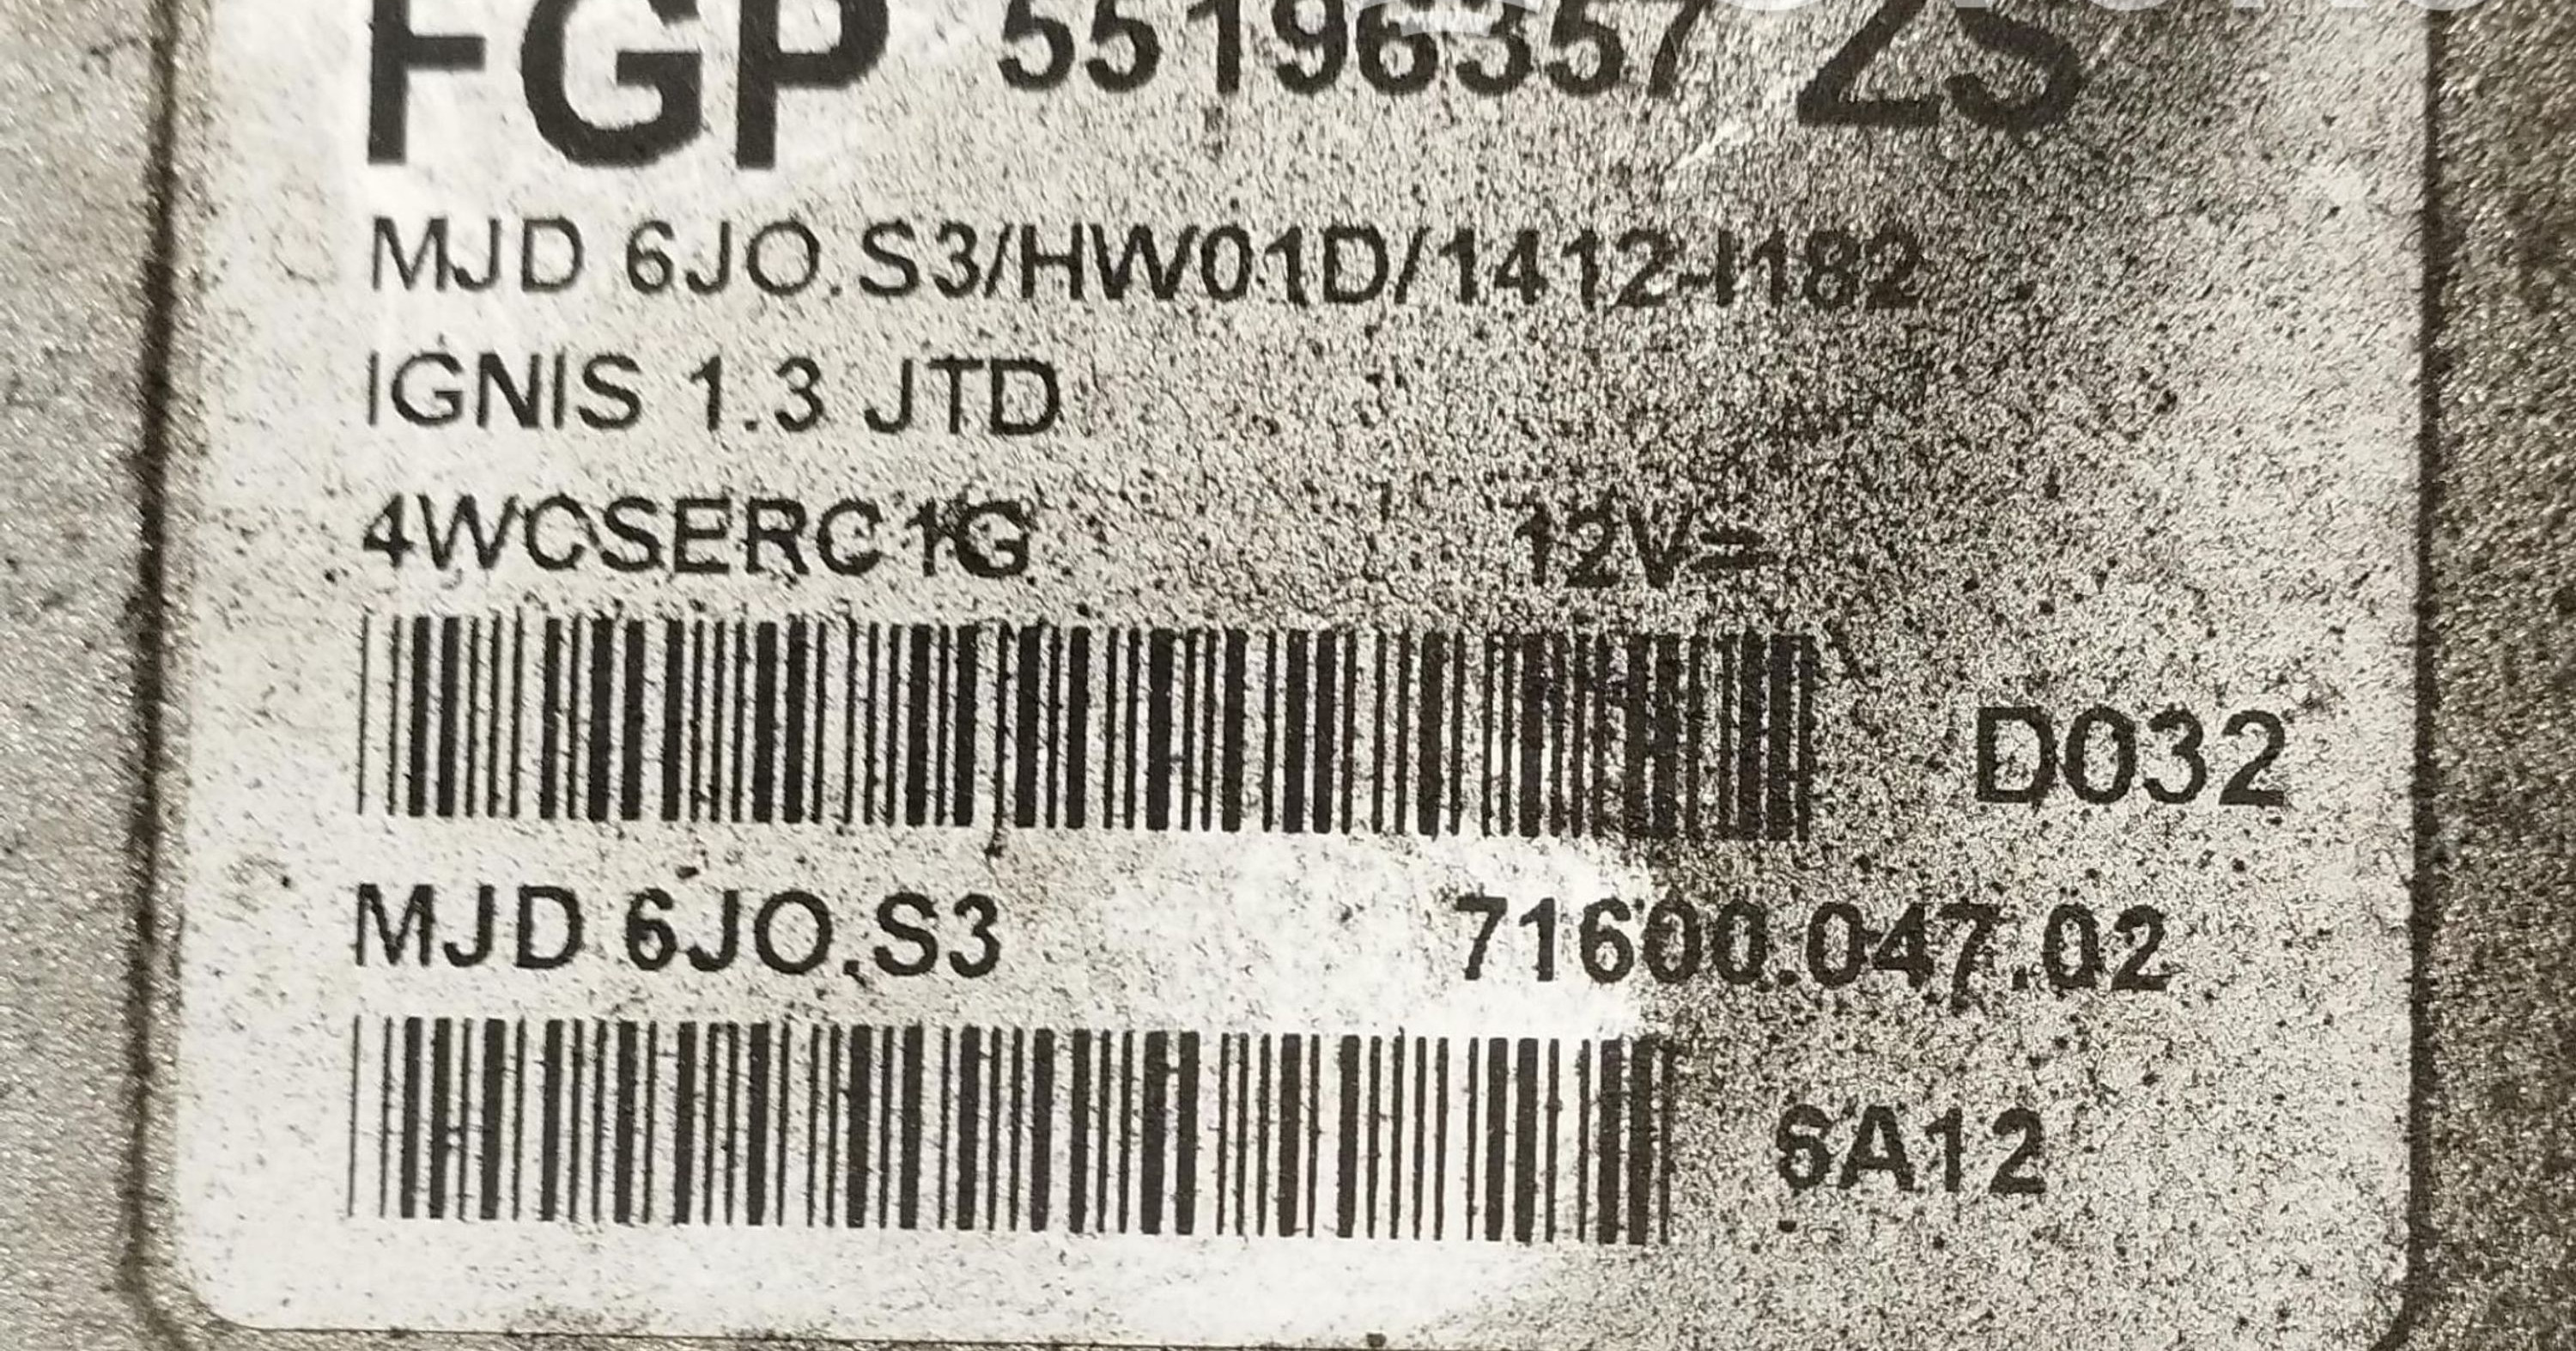 FGP 55196357 ZS
MJD 6JO.S3/HW01D/1412-I182
IGNIS 1.3 JTD
4WCSERC1G 12V=
D032
MJD 6JO.S3 71600.047.02
6A12